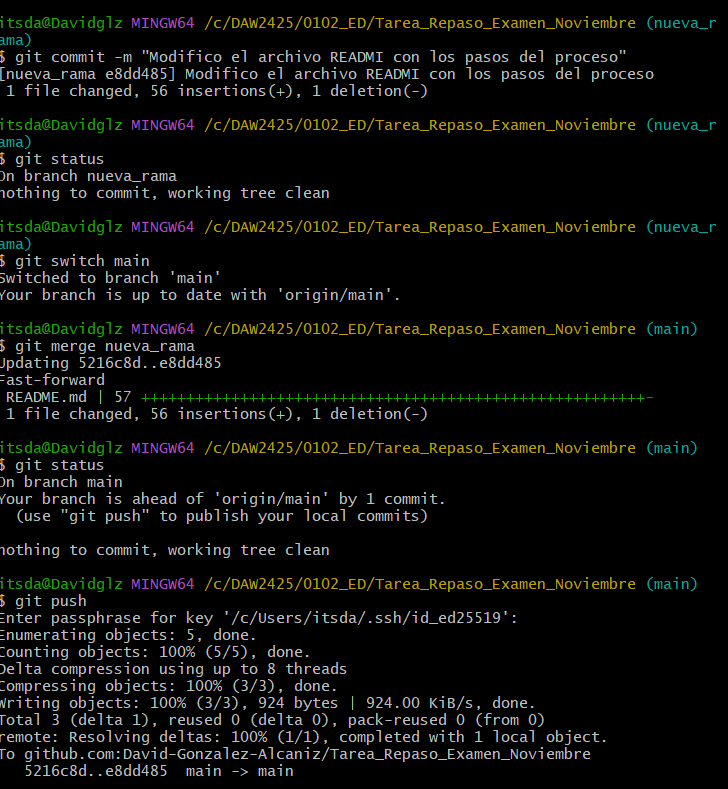 itsda@Davidglz MINGW64 /c/DAW2425/0102_ED/Tarea_Repaso_Examen_Noviembre (nueva_r
ama)
$ git commit -m "Modifico el archivo READMI con los pasos del proceso"
[nueva_rama e8dd485] Modifico el archivo READMI con los pasos del proceso
 1 file changed, 56 insertions(+), 1 deletion(-)

itsda@Davidglz MINGW64 /c/DAW2425/0102_ED/Tarea_Repaso_Examen_Noviembre (nueva_r
ama)
$ git status
On branch nueva_rama
nothing to commit, working tree clean

itsda@Davidglz MINGW64 /c/DAW2425/0102_ED/Tarea_Repaso_Examen_Noviembre (nueva_r
ama)
$ git switch main
Switched to branch 'main'
Your branch is up to date with 'origin/main'.

itsda@Davidglz MINGW64 /c/DAW2425/0102_ED/Tarea_Repaso_Examen_Noviembre (main)
$ git merge nueva_rama
Updating 5216c8d..e8dd485
Fast-forward
 README.md | 57 ++++++++++++++++++++++++++++++++++++++++++++++++++++++++-
 1 file changed, 56 insertions(+), 1 deletion(-)

itsda@Davidglz MINGW64 /c/DAW2425/0102_ED/Tarea_Repaso_Examen_Noviembre (main)
$ git status
On branch main
Your branch is ahead of 'origin/main' by 1 commit.
  (use "git push" to publish your local commits)

nothing to commit, working tree clean

itsda@Davidglz MINGW64 /c/DAW2425/0102_ED/Tarea_Repaso_Examen_Noviembre (main)
$ git push
Enter passphrase for key '/c/Users/itsda/.ssh/id_ed25519':
Enumerating objects: 5, done.
Counting objects: 100% (5/5), done.
Delta compression using up to 8 threads
Compressing objects: 100% (3/3), done.
Writing objects: 100% (3/3), 924 bytes | 924.00 KiB/s, done.
Total 3 (delta 1), reused 0 (delta 0), pack-reused 0 (from 0)
remote: Resolving deltas: 100% (1/1), completed with 1 local object.
To github.com:David-Gonzalez-Alcaniz/Tarea_Repaso_Examen_Noviembre
   5216c8d..e8dd485  main -> main